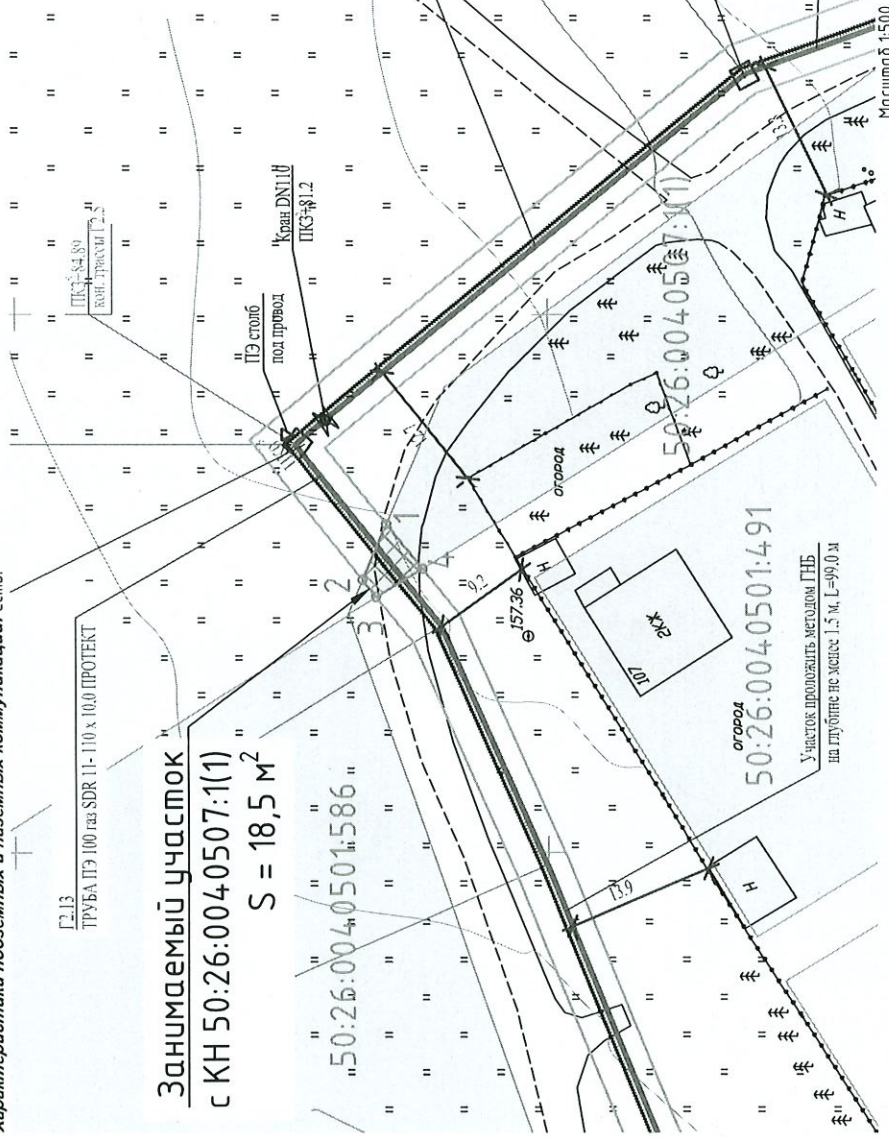 Характеристика подземных и наземных коммуникаций
Г2.13
ТРУБА ПЭ 100 газ SDR 11- 110 х 10,0 ПРОТЕКТ
ПК3+84.89
кон. трассы Г2.5
Занимаемый участок
с КН 50:26:0040507:1(1)
S = 18,5 м²
ПЭ столб
под провод
Кран DN110
ПК3+81.2
50:26:0040501:586
2
1
3
4
9.2
157.36
Н
огород
50:26:0040507:1(1)
13.9
107
2КЖ
огород
50:26:0040501:491
Н
Участок проложить методом ГНБ
на глубине не менее 1.5 м, L=99.0 м
Н
Масштаб 1:500